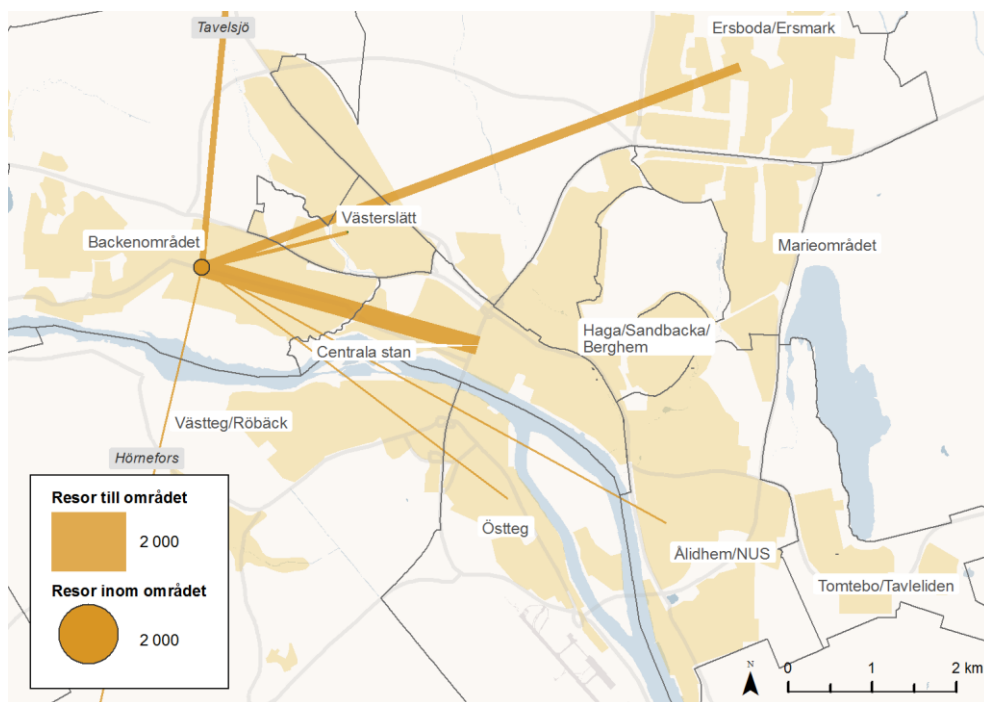 Tavelsjö
Ersboda/Ersmark
Västerslätt
Backenområdet
Marieområdet
Haga/Sandbacka/
Berghem
Centrala stan
Västteg/Röbäck
Hörnefors
Östteg
Ålidhem/NUS
Tomtebo/Tavleliden
Resor till området
2 000
Resor inom området
2 000
N
0 1 2 km